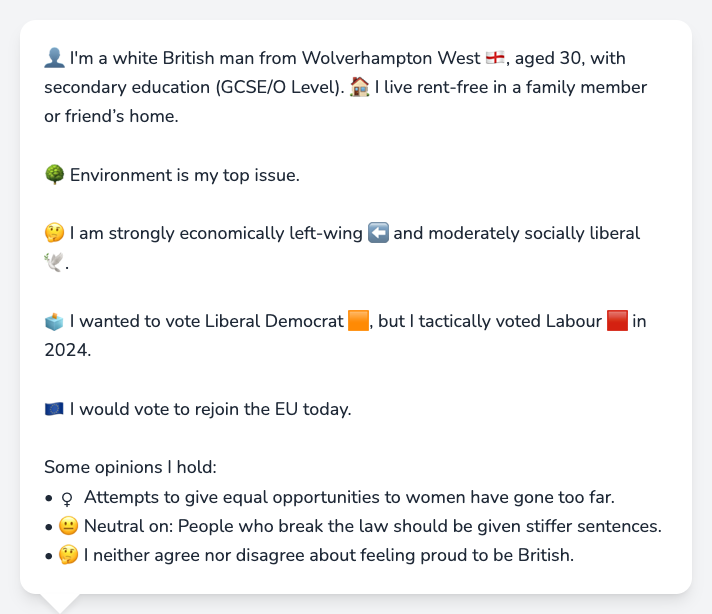 👤 I'm a white British man from Wolverhampton West 🏴󠁧󠁢󠁥󠁮󠁧󠁿, aged 30, with
secondary education (GCSE/O Level). 🏠 I live rent-free in a family member
or friend’s home.
🌳 Environment is my top issue.
🤔 I am strongly economically left-wing ⬅️ and moderately socially liberal
🕊️.
🗳️ I wanted to vote Liberal Democrat 🟧, but I tactically voted Labour 🟥 in
2024.
🇪🇺 I would vote to rejoin the EU today.
Some opinions I hold:
• ♀ Attempts to give equal opportunities to women have gone too far.
• 😐 Neutral on: People who break the law should be given stiffer sentences.
• 🤔 I neither agree nor disagree about feeling proud to be British.